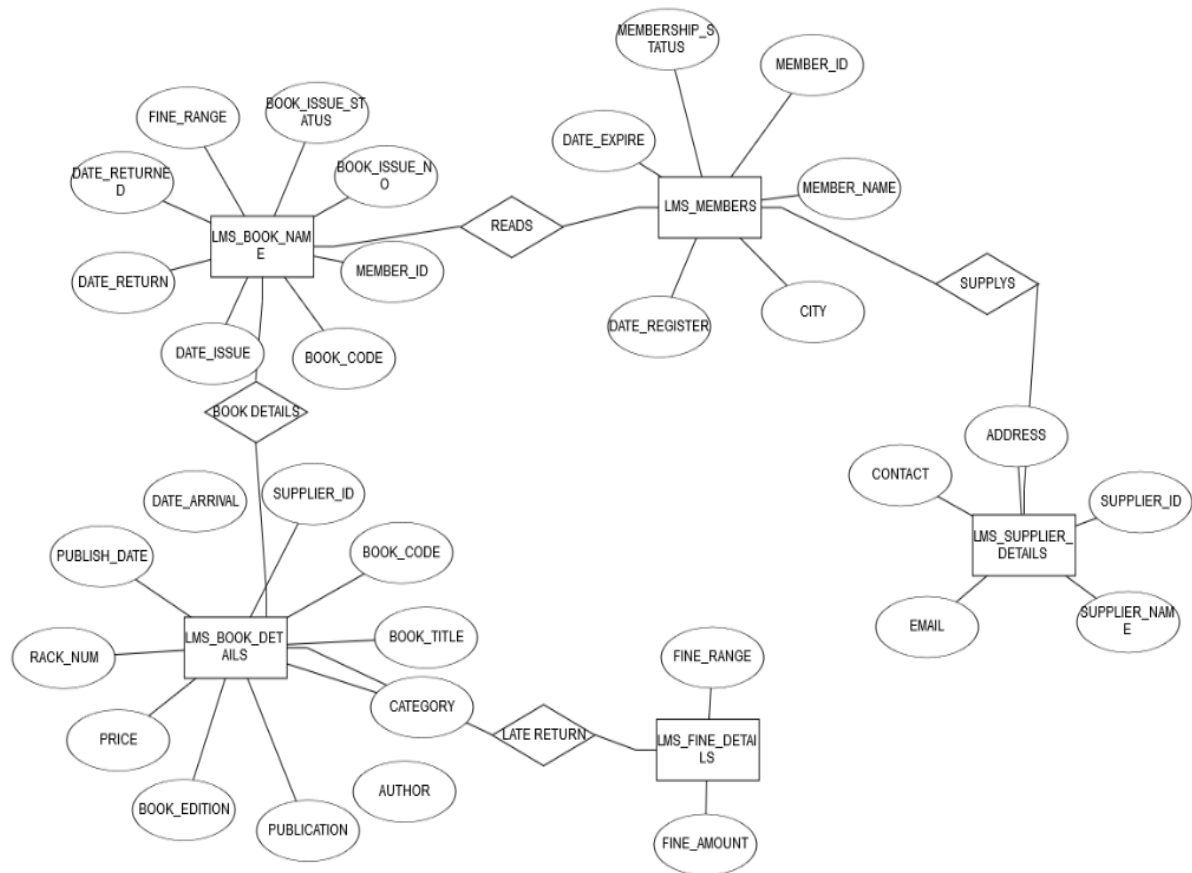 MEMBERSHIP_S
TATUS
MEMBER_ID
FINE_RANGE
BOOK_ISSUE_ST
ATUS
DATE_EXPIRE
DATE_RETURNE
D
BOOK_ISSUE_N
O
MEMBER_NAME
LMS_MEMBERS
READS
LMS_BOOK_NAM
E
MEMBER_ID
DATE_RETURN
SUPPLYS
CITY
DATE_REGISTER
DATE_ISSUE
BOOK_CODE
BOOK DETAILS
ADDRESS
CONTACT
SUPPLIER_ID
DATE_ARRIVAL
SUPPLIER_ID
PUBLISH_DATE
BOOK_CODE
LMS_SUPPLIER_
DETAILS
EMAIL
SUPPLIER_NAM
E
LMS_BOOK_DET
AILS
BOOK_TITLE
RACK_NUM
FINE_RANGE
CATEGORY
LATE RETURN
LMS_FINE_DETAI
LS
PRICE
AUTHOR
BOOK_EDITION
PUBLICATION
FINE_AMOUNT